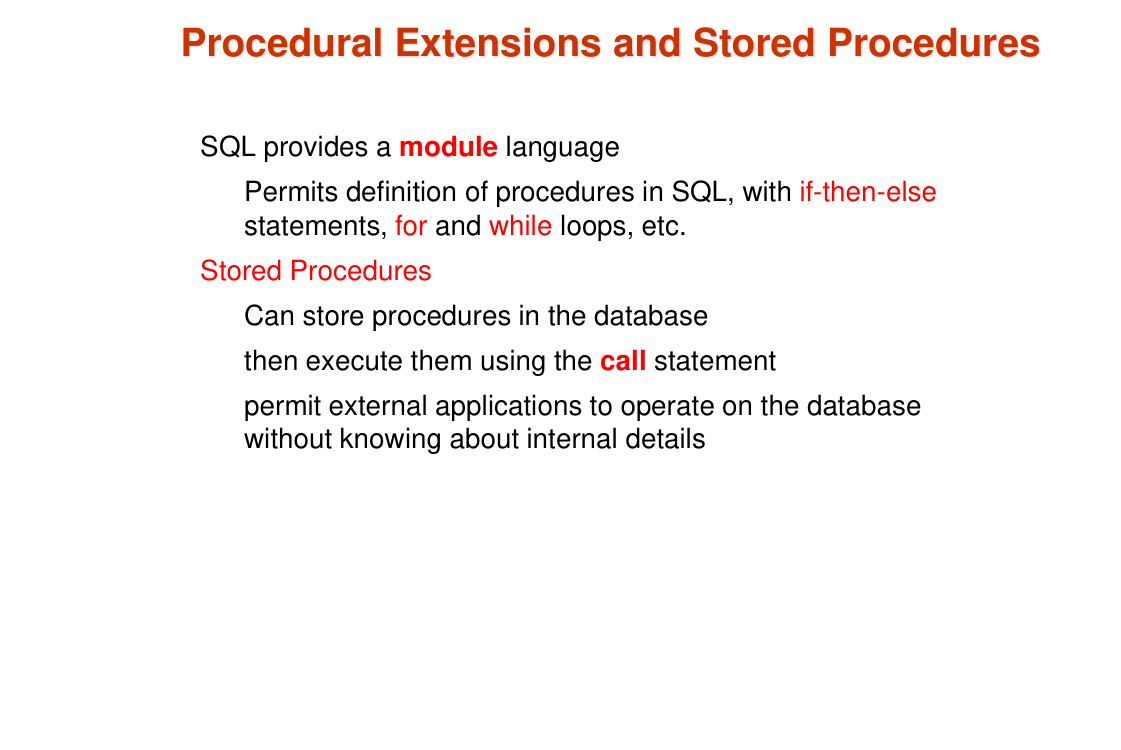 Procedural Extensions and Stored Procedures
SQL provides a module language
Permits definition of procedures in SQL, with if-then-else
statements, for and while loops, etc.
Stored Procedures
Can store procedures in the database
then execute them using the call statement
permit external applications to operate on the database
without knowing about internal details